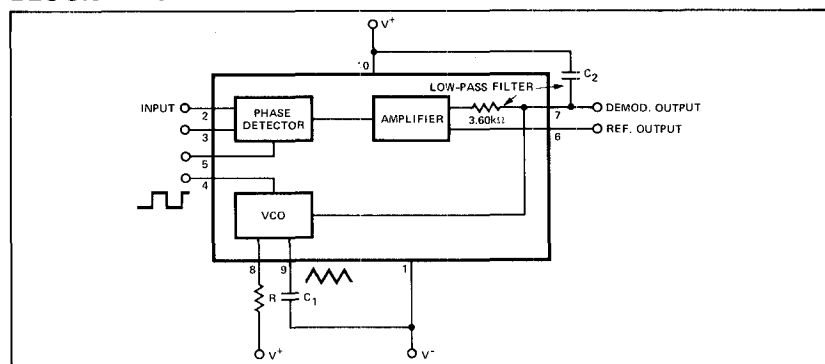 V+
10
C2
LOW-PASS FILTER
INPUT
2
PHASE DETECTOR
AMPLIFIER
3.60kΩ
7
DEMOD. OUTPUT
3
6
REF. OUTPUT
5
4
VCO
8
9
1
R
C1
V+
V-